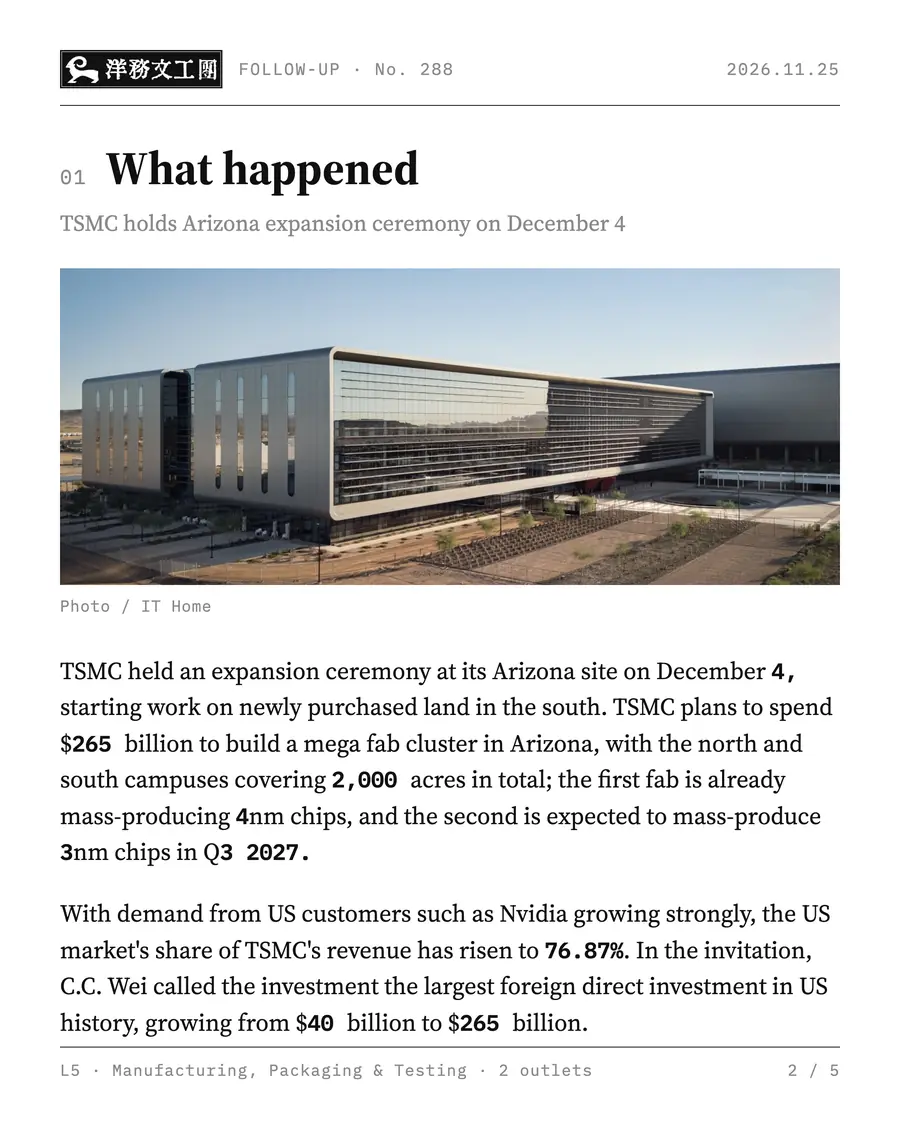 洋務文工團 FOLLOW-UP · No. 288 2026.11.25
01 What happened
TSMC holds Arizona expansion ceremony on December 4
Photo / IT Home
TSMC held an expansion ceremony at its Arizona site on December 4,
starting work on newly purchased land in the south. TSMC plans to spend
$265 billion to build a mega fab cluster in Arizona, with the north and
south campuses covering 2,000 acres in total; the first fab is already
mass-producing 4nm chips, and the second is expected to mass-produce
3nm chips in Q3 2027.
With demand from US customers such as Nvidia growing strongly, the US
market's share of TSMC's revenue has risen to 76.87%. In the invitation,
C.C. Wei called the investment the largest foreign direct investment in US
history, growing from $40 billion to $265 billion.
L5 · Manufacturing, Packaging & Testing · 2 outlets 2 / 5